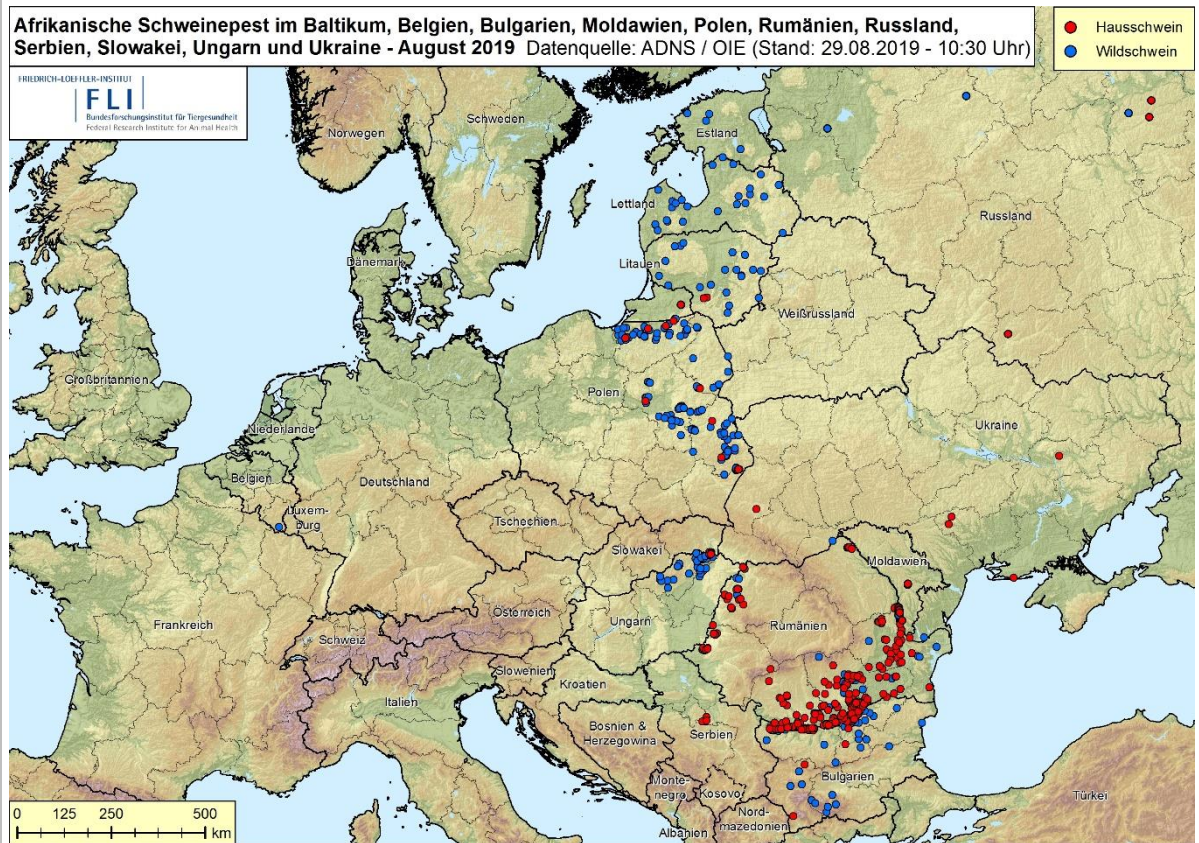 Afrikanische Schweinepest im Baltikum, Belgien, Bulgarien, Moldawien, Polen, Rumänien, Russland,
Serbien, Slowakei, Ungarn und Ukraine - August 2019 Datenquelle: ADNS / OIE (Stand: 29.08.2019 - 10:30 Uhr)
Hausschwein
Wildschwein
FRIEDRICH-LOEFFLER-INSTITUT
FLI
Bundesforschungsinstitut für Tiergesundheit
Federal Research Institute for Animal Health
Norwegen
Schweden
Estland
Russland
Lettland
Dänemark
Litauen
Weißrussland
Großbritannien
Polen
Niederlande
Ukraine
Belgien
Deutschland
Luxem-
burg
Tschechien
Slowakei
Moldawien
Österreich
Ungarn
Rumänien
Frankreich
Schweiz
Slowenien
Kroatien
Italien
Bosnien &
Herzegowina
Serbien
Bulgarien
Monte-
negro
Kosovo
Nord-
mazedonien
Albanien
Türkei
0 125 250 500
km